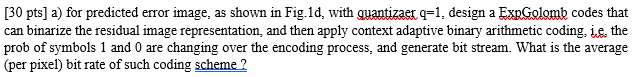 [30 pts] a) for predicted error image, as shown in Fig.1d, with quantizaer q=1, design a ExpGolomb codes that
can binarize the residual image representation, and then apply context adaptive binary arithmetic coding, i.e. the
prob of symbols 1 and 0 are changing over the encoding process, and generate bit stream. What is the average
(per pixel) bit rate of such coding scheme ?